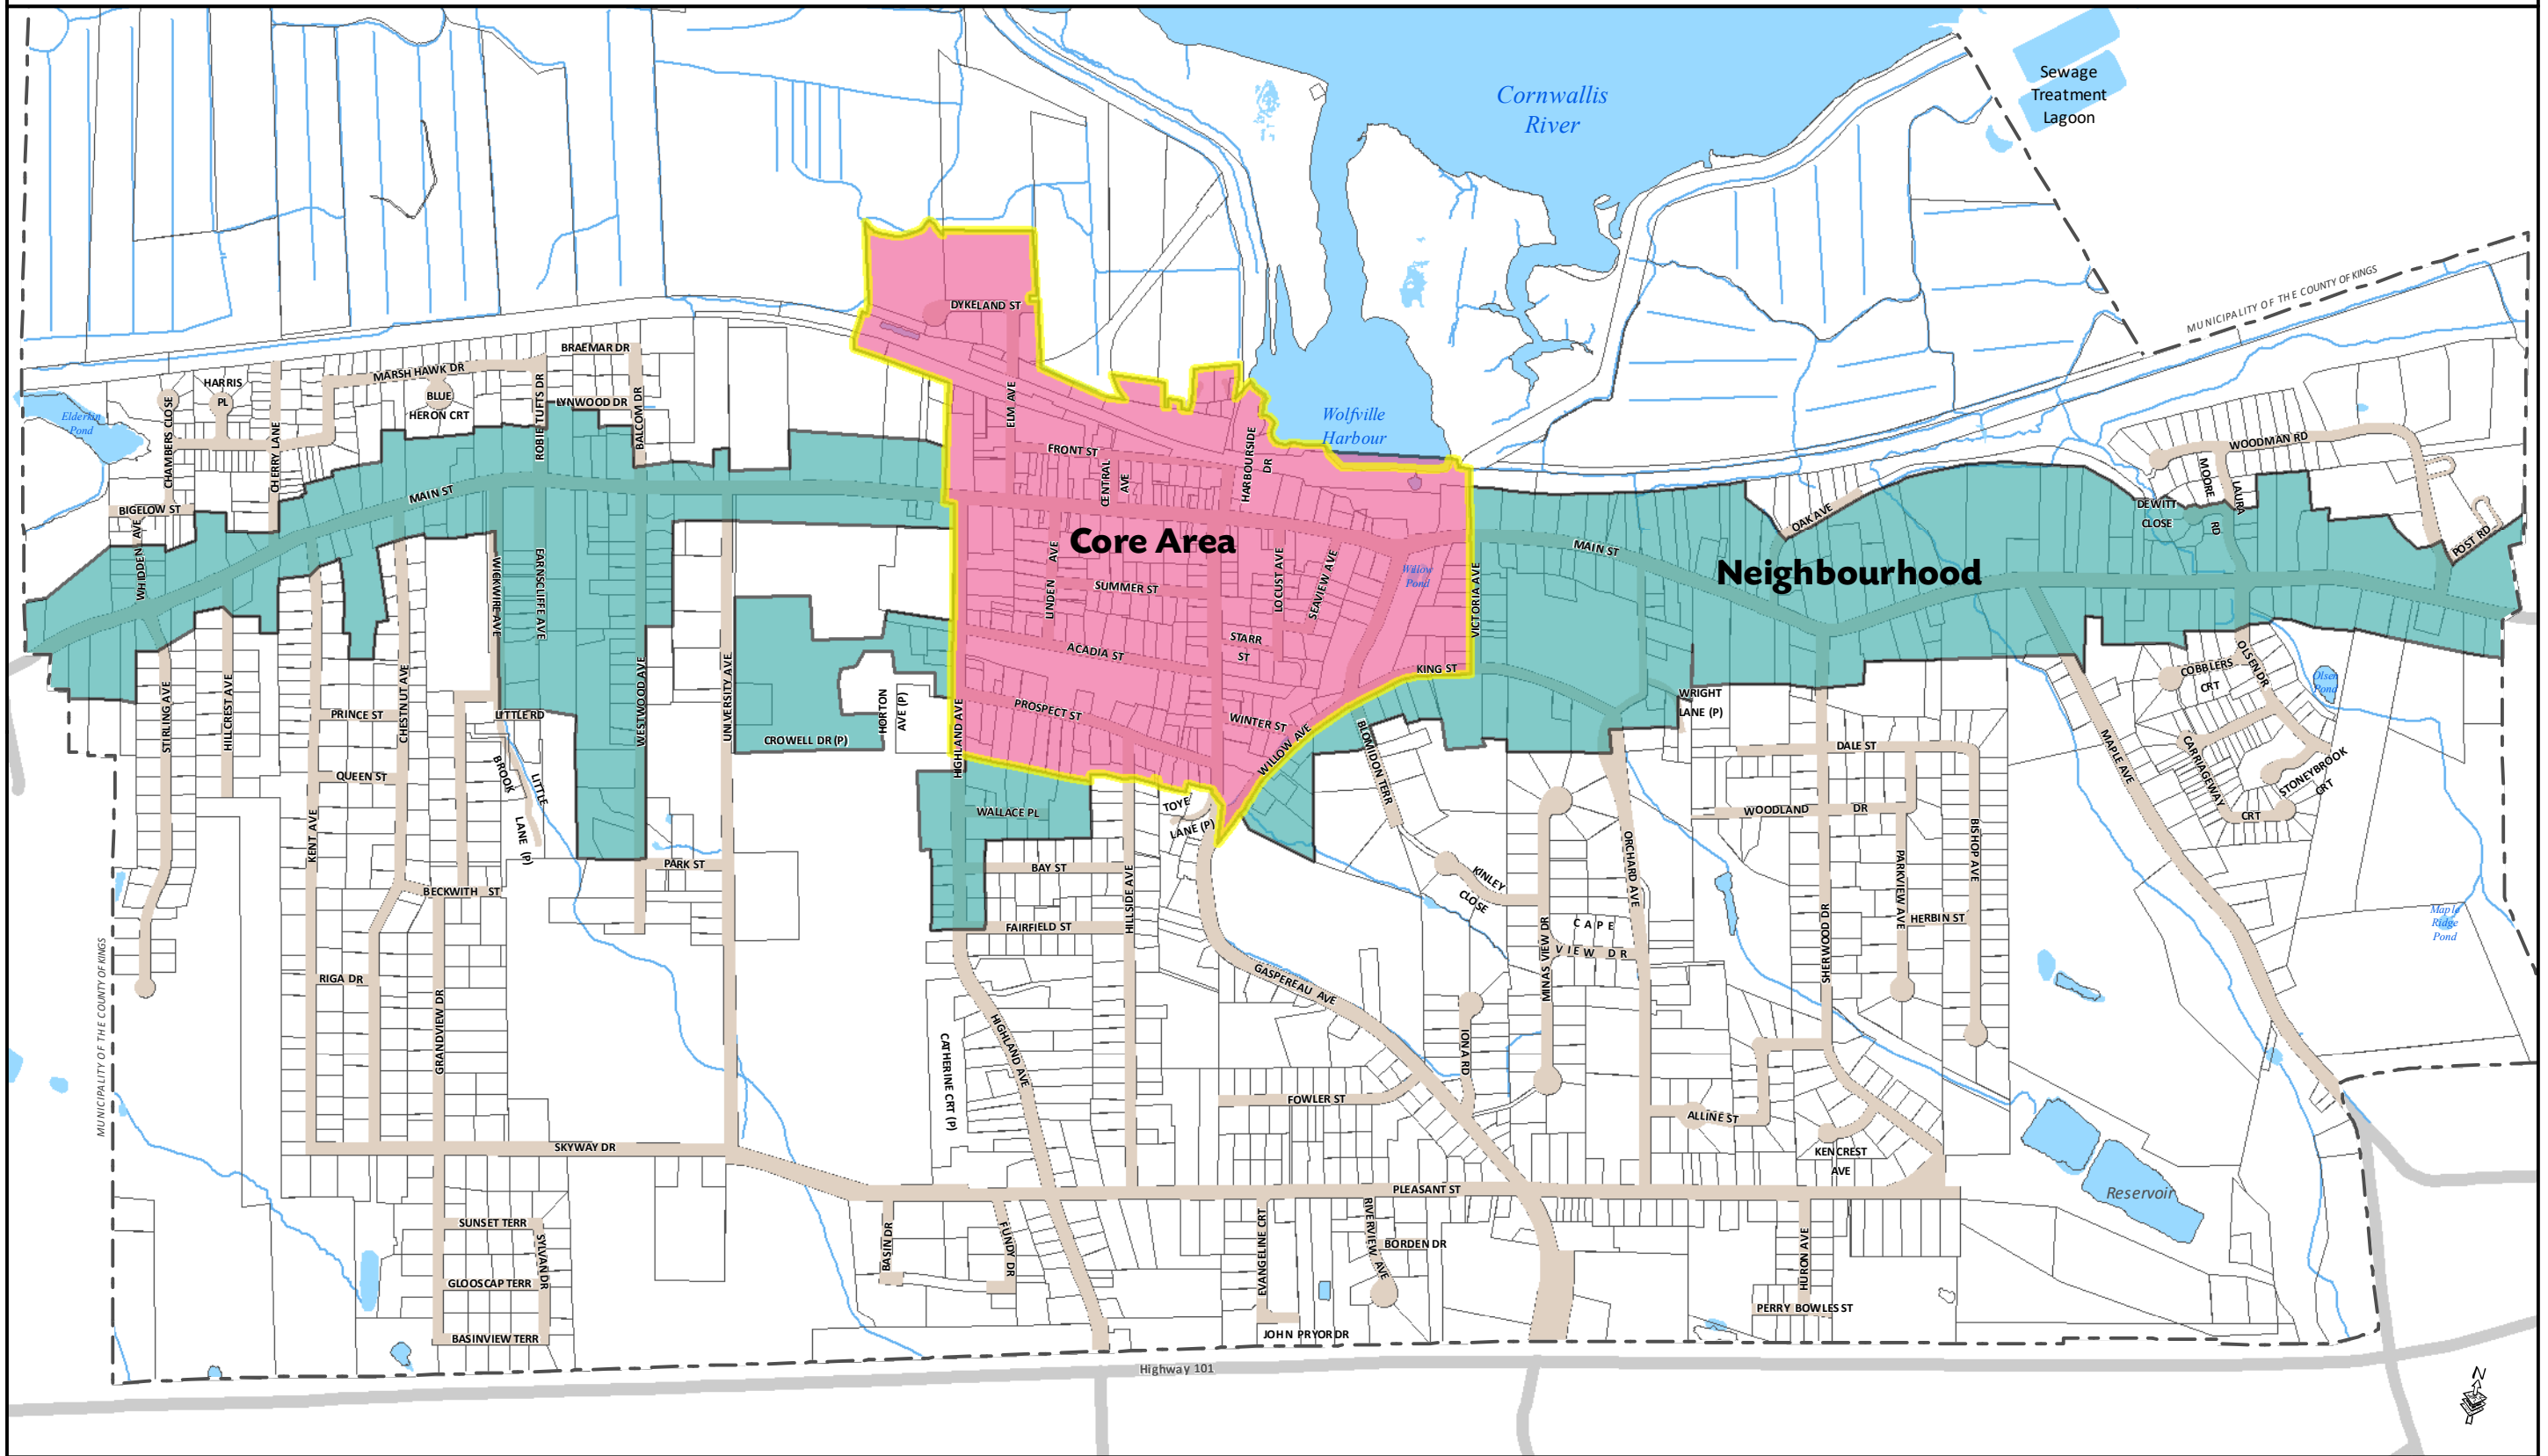 Sewage
Treatment
Lagoon
Cornwallis
River
MUNICIPALITY OF THE COUNTY OF KINGS
DYKELAND ST
BRAEMAR DR
MARSH HAWK DR
HARRIS
PL
BLUE
HERON CRT
LYNWOOD DR
ROBIE TUFTS DR
BALCOM DR
ELM AVE
Elderkin
Pond
CHAMBERS CLOSE
CHERRY LANE
Wolfville
Harbour
FRONT ST
CENTRAL
AVE
HARBOURSIDE
DR
WOODMAN RD
MOORE
RD
LAURA
MAIN ST
BIGELOW ST
WHIDDEN AVE
DEWITT
CLOSE
OAK AVE
POST RD
Core Area
MAIN ST
Neighbourhood
WICKWIRE AVE
EARNSCLIFFE AVE
LINDEN
AVE
SUMMER ST
LOCUST AVE
SEAVIEW AVE
Willow
Pond
VICTORIA AVE
STARR
ST
ACADIA ST
KING ST
STIRLING AVE
HILLCREST AVE
CHESTNUT AVE
WESTWOOD AVE
UNIVERSITY AVE
HORTON
AVE (P)
HIGHLAND AVE
PROSPECT ST
WINTER ST
WILLOW AVE
BLOMIDON TERR
WRIGHT
LANE (P)
COBBLERS
CRT
OLSEN DR
Olsen
Pond
PRINCE ST
LITTLE RD
CROWELL DR (P)
QUEEN ST
LITTLE
BROOK
LANE (P)
DALE ST
MAPLE AVE
CARRIAGEWAY
CRT
STONEYBROOK
CRT
WALLACE PL
TOYE
LANE (P)
WOODLAND DR
KENT AVE
PARK ST
BAY ST
HILLSIDE AVE
ORCHARD AVE
PARKVIEW AVE
BISHOP AVE
BECKWITH ST
KINLEY
CLOSE
FAIRFIELD ST
CAPE
VIEW DR
MINAS VIEW DR
SHERWOOD DR
HERBIN ST
Maple
Ridge
Pond
RIGA DR
GASPEREAU AVE
GRANDVIEW DR
MUNICIPALITY OF THE COUNTY OF KINGS
CATHERINE CRT (P)
HIGHLAND AVE
IONA RD
FOWLER ST
ALLINE ST
SKYWAY DR
KENCREST
AVE
PLEASANT ST
Reservoir
SUNSET TERR
SYLVAN DR
GLOOSCAP TERR
BASINVIEW TERR
BASIN DR
FUNDY DR
EVANGELINE CRT
RIVERVIEW AVE
BORDEN DR
HURON AVE
PERRY BOWLES ST
JOHN PRYOR DR
Highway 101
N